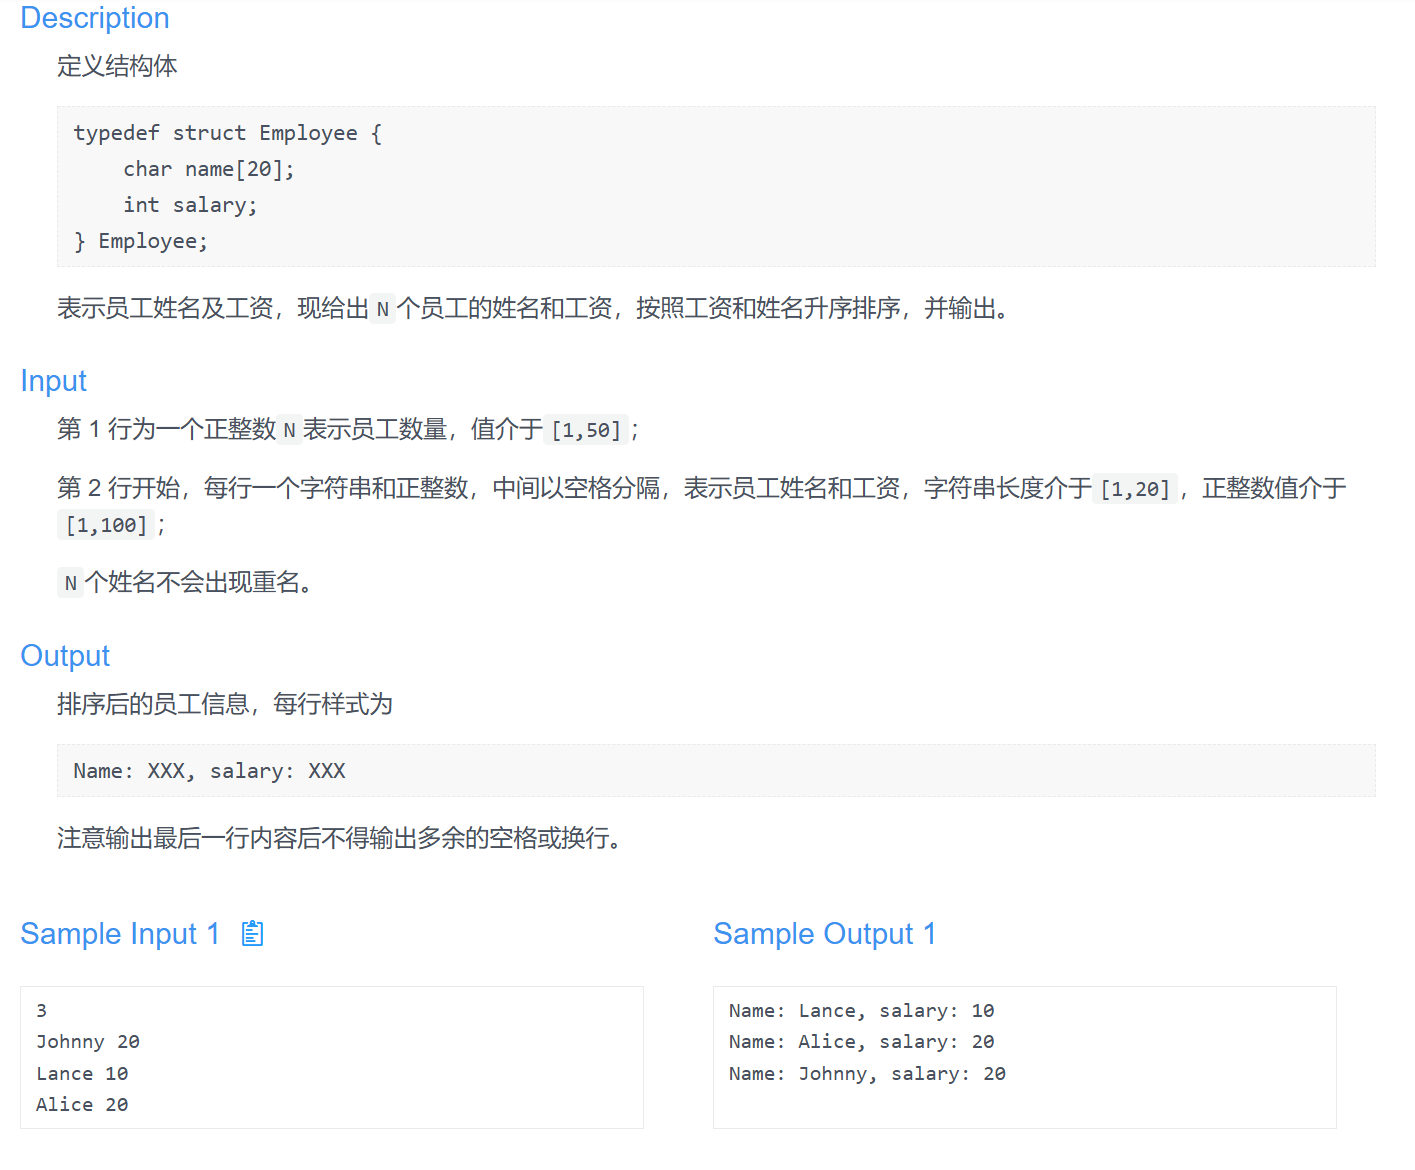 Description
定义结构体
typedef struct Employee {
    char name[20];
    int salary;
} Employee;
表示员工姓名及工资，现给出 N 个员工的姓名和工资，按照工资和姓名升序排序，并输出。
Input
第 1 行为一个正整数 N 表示员工数量，值介于 [1,50] ；
第 2 行开始，每行一个字符串和正整数，中间以空格分隔，表示员工姓名和工资，字符串长度介于 [1,20] ，正整数值介于
[1,100] ；
N 个姓名不会出现重名。
Output
排序后的员工信息，每行样式为
Name: XXX, salary: XXX
注意输出最后一行内容后不得输出多余的空格或换行。
Sample Input 1
3
Johnny 20
Lance 10
Alice 20
Sample Output 1
Name: Lance, salary: 10
Name: Alice, salary: 20
Name: Johnny, salary: 20